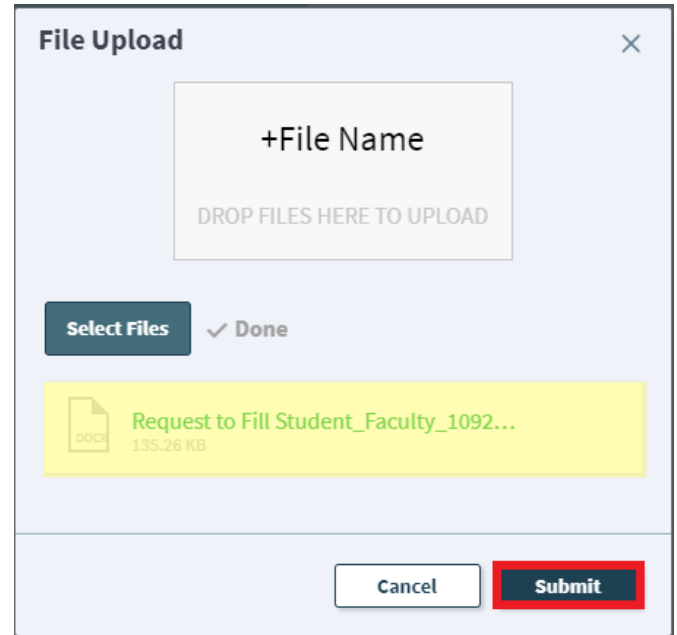 File Upload
+File Name
DROP FILES HERE TO UPLOAD
Select Files
Done
DOCX
Request to Fill Student_Faculty_1092...
135.26 KB
Cancel
Submit